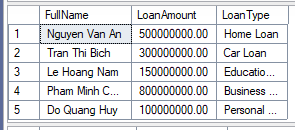 FullName LoanAmount LoanType
1 Nguyen Van An 500000000.00 Home Loan
2 Tran Thi Bich 300000000.00 Car Loan
3 Le Hoang Nam 150000000.00 Educatio...
4 Pham Minh C... 800000000.00 Business ...
5 Do Quang Huy 100000000.00 Personal ...